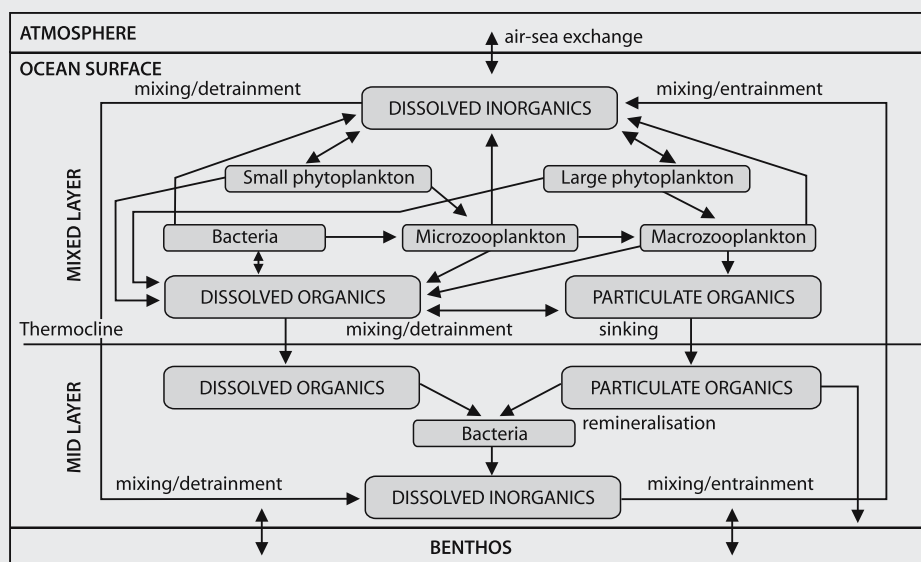 ATMOSPHERE
air-sea exchange
OCEAN SURFACE
mixing/detrainment
mixing/entrainment
DISSOLVED INORGANICS
MIXED LAYER
Small phytoplankton
Large phytoplankton
Bacteria
Microzooplankton
Macrozooplankton
DISSOLVED ORGANICS
PARTICULATE ORGANICS
Thermocline
mixing/detrainment
sinking
MID LAYER
DISSOLVED ORGANICS
PARTICULATE ORGANICS
remineralisation
Bacteria
mixing/detrainment
mixing/entrainment
DISSOLVED INORGANICS
BENTHOS